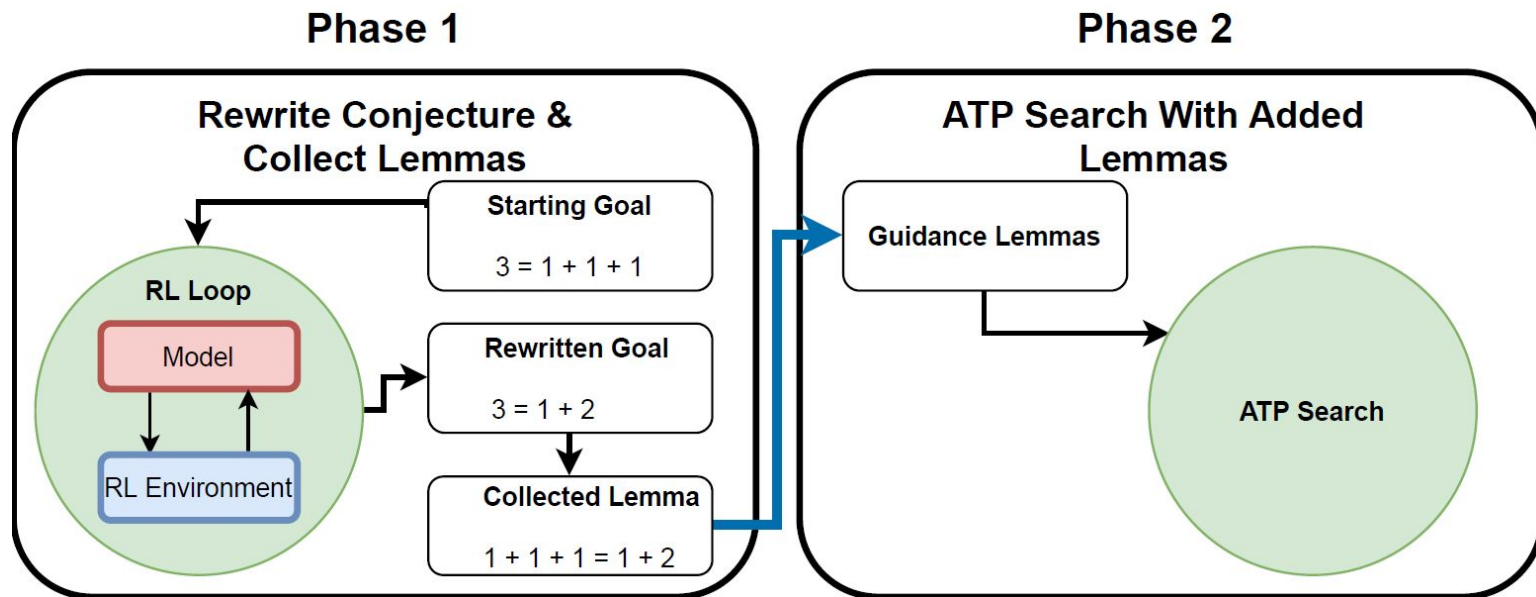 Phase 1
Rewrite Conjecture &
Collect Lemmas
Starting Goal
3 = 1 + 1 + 1
RL Loop
Model
RL Environment
Rewritten Goal
3 = 1 + 2
Collected Lemma
1 + 1 + 1 = 1 + 2
Phase 2
ATP Search With Added
Lemmas
Guidance Lemmas
ATP Search